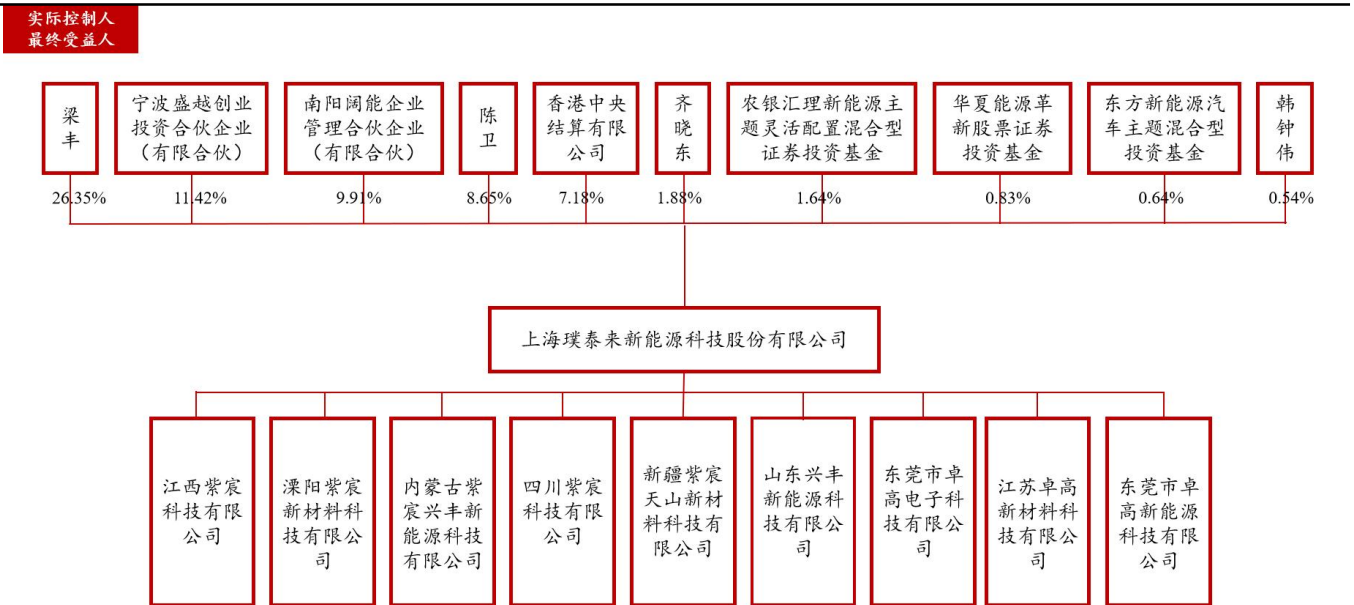 实际控制人
最终受益人
梁
丰
宁波盛越创业
投资合伙企业
（有限合伙）
南阳阔能企业
管理合伙企业
（有限合伙）
陈
卫
香港中央
结算有限
公司
齐
晓
东
农银汇理新能源主
题灵活配置混合型
证券投资基金
华夏能源革
新股票证券
投资基金
东方新能源汽
车主题混合型
投资基金
韩
钟
伟
26.35%
11.42%
9.91%
8.65%
7.18%
1.88%
1.64%
0.83%
0.64%
0.54%
上海璞泰来新能源科技股份有限公司
江西紫宸
科技有限
公司
溧阳紫宸
新材料科
技有限公
司
内蒙古紫
宸兴丰新
能源科技
有限公司
四川紫宸
科技有限
公司
新疆紫宸
天山新材
料科技有
限公司
山东兴丰
新能源科
技有限公
司
东莞市卓
高电子科
技有限公
司
江苏卓高
新材料科
技有限公
司
东莞市卓
高新能源
科技有限
公司